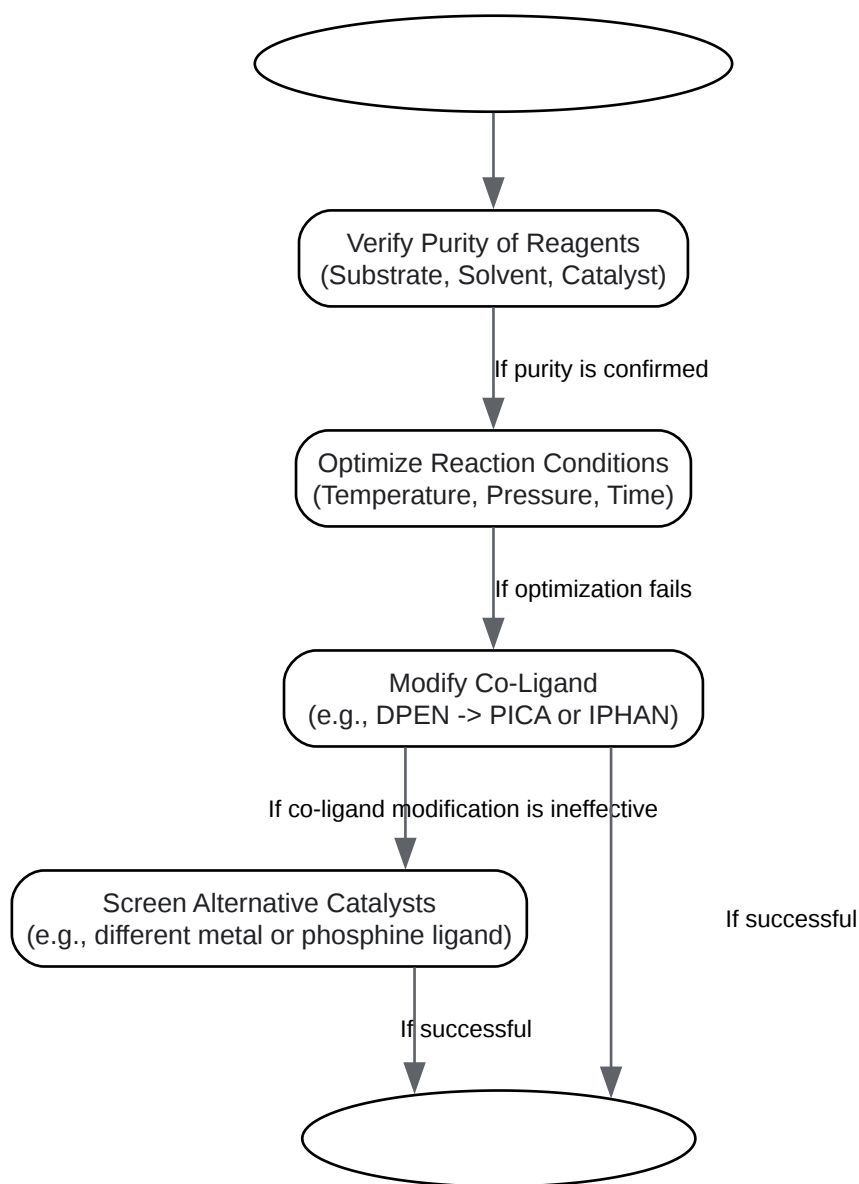 Verify Purity of Reagents
(Substrate, Solvent, Catalyst)
If purity is confirmed
Optimize Reaction Conditions
(Temperature, Pressure, Time)
If optimization fails
Modify Co-Ligand
(e.g., DPEN -> PICA or IPHAN)
If co-ligand modification is ineffective
Screen Alternative Catalysts
(e.g., different metal or phosphine ligand)
If successful
If successful